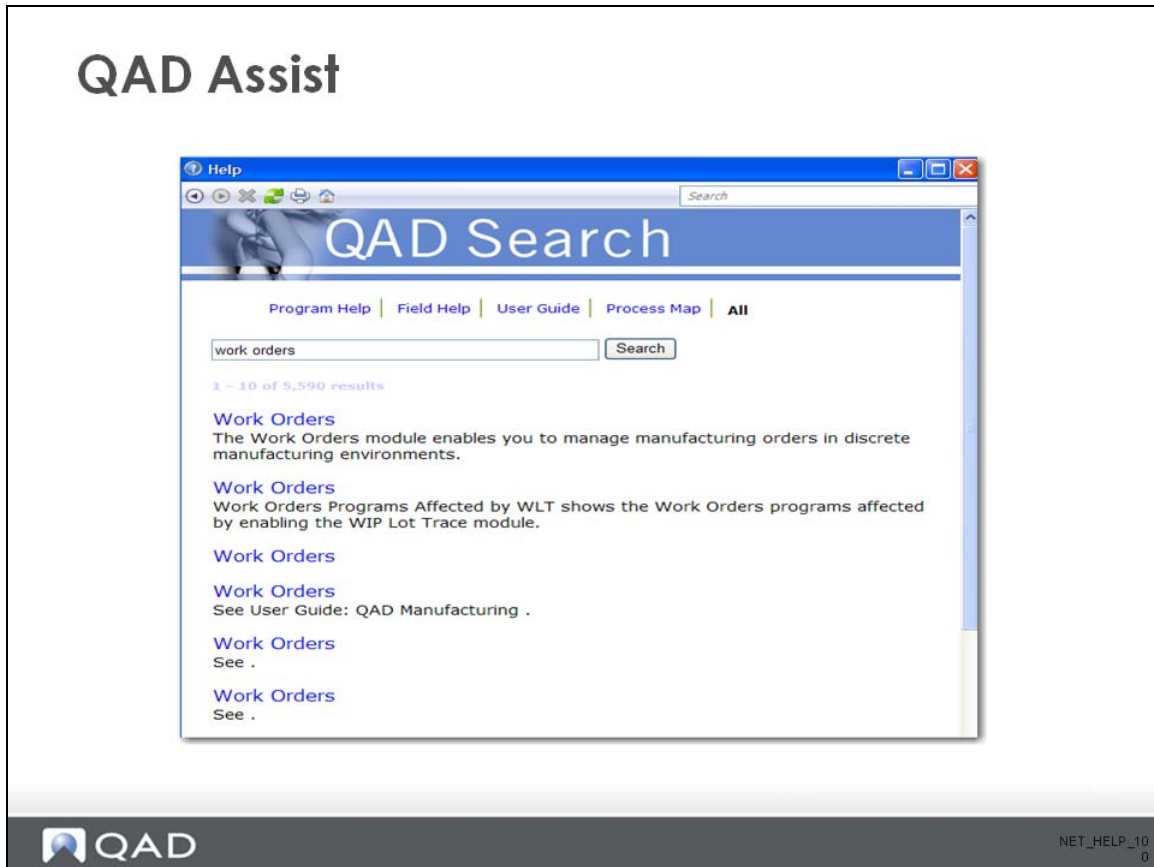 QAD Assist
Help
Search
QAD Search
Program Help | Field Help | User Guide | Process Map | All
work orders Search
1 - 10 of 5,590 results
Work Orders
The Work Orders module enables you to manage manufacturing orders in discrete
manufacturing environments.
Work Orders
Work Orders Programs Affected by WLT shows the Work Orders programs affected
by enabling the WIP Lot Trace module.
Work Orders
Work Orders
See User Guide: QAD Manufacturing .
Work Orders
See .
Work Orders
See .
QAD
NET_HELP_10
0